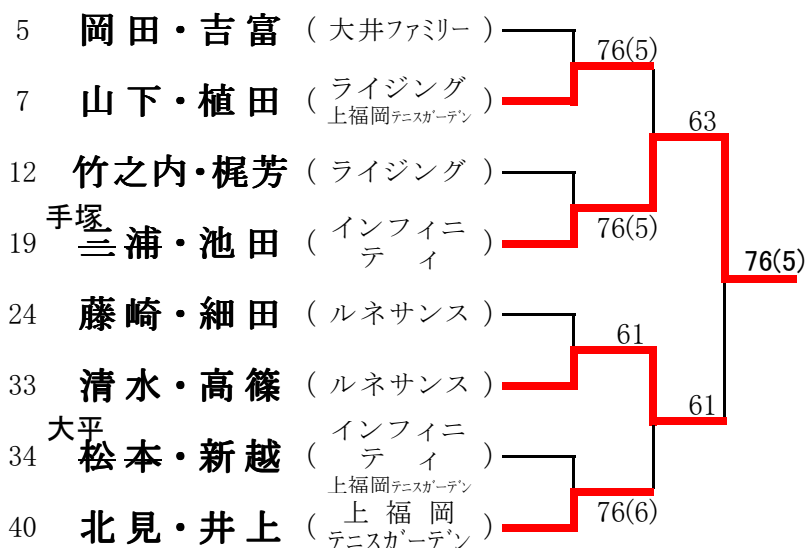 5 岡田・吉富 (大井ファミリー)
76(5)
7 山下・植田 (ライジング
上福岡テニスガーデン)
63
12 竹之内・梶芳 (ライジング)
手塚
19 三浦・池田 (インフィニ
ティ)
76(5)
76(5)
24 藤崎・細田 (ルネサンス)
61
33 清水・高篠 (ルネサンス)
61
大平
34 松本・新越 (インフィニ
ティ
上福岡テニスガーデン)
76(6)
40 北見・井上 (上福岡
テニスガーデン)